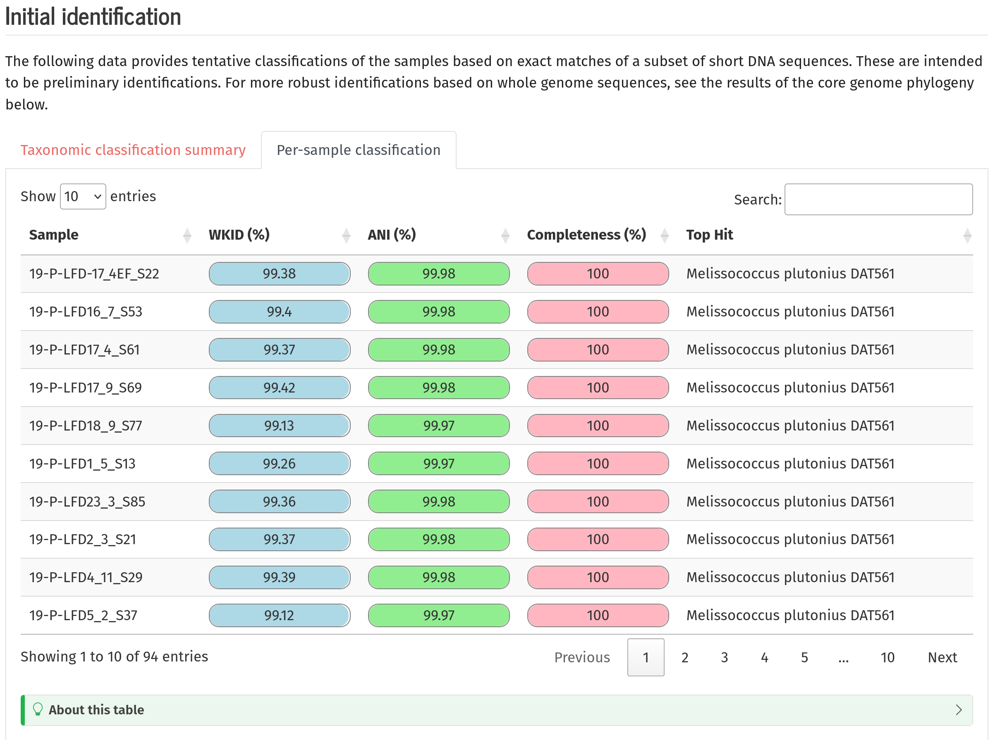 Initial identification
The following data provides tentative classifications of the samples based on exact matches of a subset of short DNA sequences. These are intended
to be preliminary identifications. For more robust identifications based on whole genome sequences, see the results of the core genome phylogeny
below.
Taxonomic classification summary Per-sample classification
Show 10 entries Search:
Sample WKID (%) ANI (%) Completeness (%) Top Hit
19-P-LFD-17_4EF_S22 99.38 99.98 100 Melissococcus plutonius DAT561
19-P-LFD16_7_S53 99.4 99.98 100 Melissococcus plutonius DAT561
19-P-LFD17_4_S61 99.37 99.98 100 Melissococcus plutonius DAT561
19-P-LFD17_9_S69 99.42 99.98 100 Melissococcus plutonius DAT561
19-P-LFD18_9_S77 99.13 99.97 100 Melissococcus plutonius DAT561
19-P-LFD1_5_S13 99.26 99.97 100 Melissococcus plutonius DAT561
19-P-LFD23_3_S85 99.36 99.98 100 Melissococcus plutonius DAT561
19-P-LFD2_3_S21 99.37 99.98 100 Melissococcus plutonius DAT561
19-P-LFD4_11_S29 99.39 99.98 100 Melissococcus plutonius DAT561
19-P-LFD5_2_S37 99.12 99.97 100 Melissococcus plutonius DAT561
Showing 1 to 10 of 94 entries Previous 1 2 3 4 5 … 10 Next
About this table